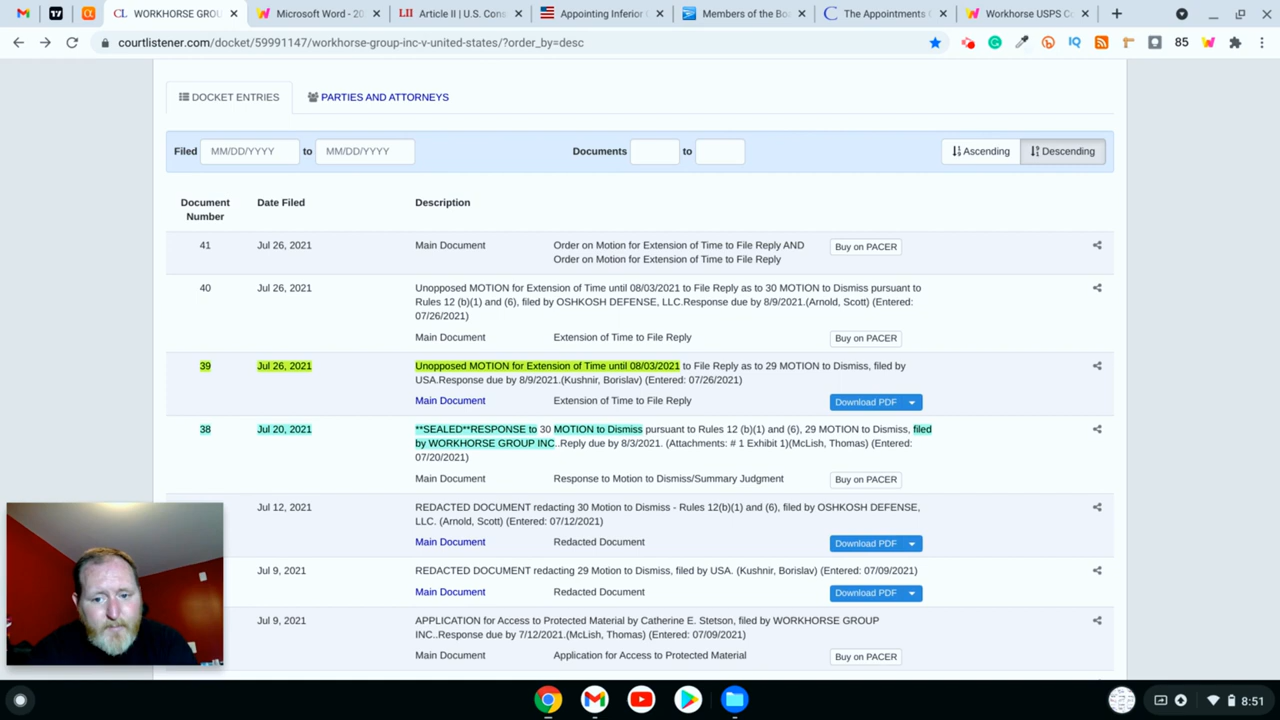 WORKHORSE GROU
Microsoft Word - 20
Article II | U.S. Cons
Appointing Inferior
Members of the Boa
The Appointments C
Workhorse USPS Co
courtlistener.com/docket/59991147/workhorse-group-inc-v-united-states/?order_by=desc
85
DOCKET ENTRIES
PARTIES AND ATTORNEYS
Filed MM/DD/YYYY to MM/DD/YYYY Documents to Ascending Descending
Document Number Date Filed Description
41 Jul 26, 2021 Main Document Order on Motion for Extension of Time to File Reply AND Buy on PACER
Order on Motion for Extension of Time to File Reply
40 Jul 26, 2021 Unopposed MOTION for Extension of Time until 08/03/2021 to File Reply as to 30 MOTION to Dismiss pursuant to
Rules 12 (b)(1) and (6), filed by OSHKOSH DEFENSE, LLC.Response due by 8/9/2021.(Arnold, Scott) (Entered:
07/26/2021)
Main Document Extension of Time to File Reply Buy on PACER
39 Jul 26, 2021 Unopposed MOTION for Extension of Time until 08/03/2021 to File Reply as to 29 MOTION to Dismiss, filed by
USA.Response due by 8/9/2021.(Kushnir, Borislav) (Entered: 07/26/2021)
Main Document Extension of Time to File Reply Download PDF
38 Jul 20, 2021 **SEALED**RESPONSE to 30 MOTION to Dismiss pursuant to Rules 12 (b)(1) and (6), 29 MOTION to Dismiss, filed
by WORKHORSE GROUP INC..Reply due by 8/3/2021. (Attachments: # 1 Exhibit 1)(McLish, Thomas) (Entered:
07/20/2021)
Main Document Response to Motion to Dismiss/Summary Judgment Buy on PACER
Jul 12, 2021 REDACTED DOCUMENT redacting 30 Motion to Dismiss - Rules 12(b)(1) and (6), filed by OSHKOSH DEFENSE,
LLC. (Arnold, Scott) (Entered: 07/12/2021)
Main Document Redacted Document Download PDF
Jul 9, 2021 REDACTED DOCUMENT redacting 29 Motion to Dismiss, filed by USA. (Kushnir, Borislav) (Entered: 07/09/2021)
Main Document Redacted Document Download PDF
Jul 9, 2021 APPLICATION for Access to Protected Material by Catherine E. Stetson, filed by WORKHORSE GROUP
INC..Response due by 7/12/2021.(McLish, Thomas) (Entered: 07/09/2021)
Main Document Application for Access to Protected Material Buy on PACER
8:51